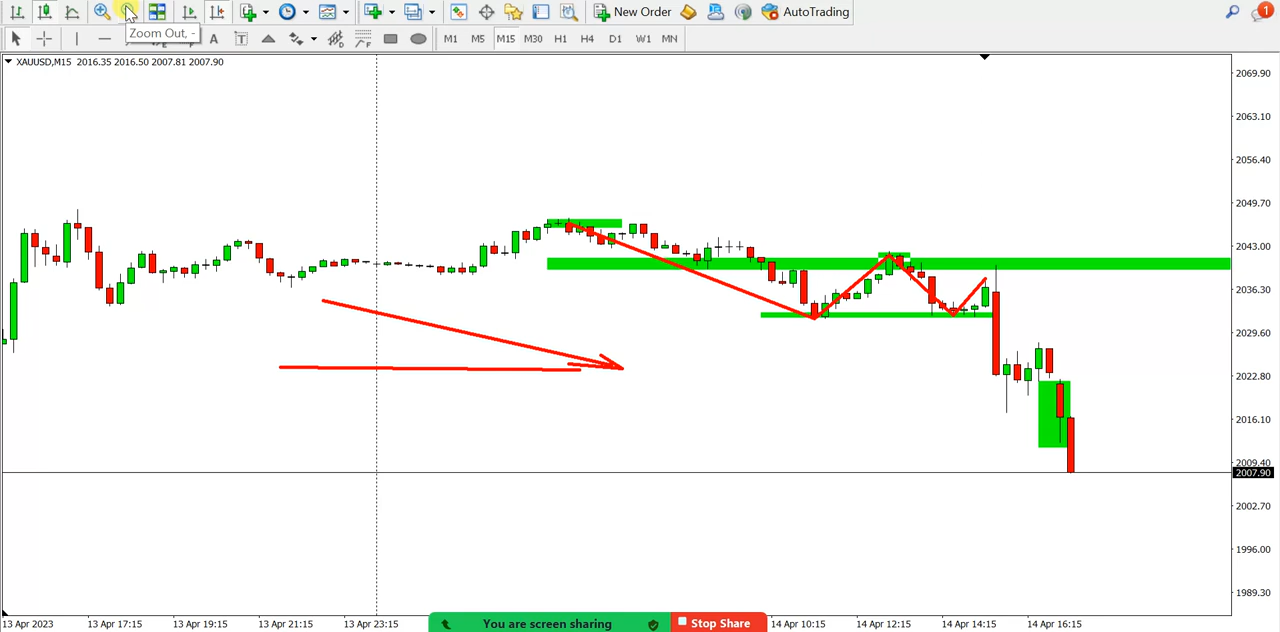 New Order
AutoTrading
1
Zoom Out, -
A
T
E
F
M1 M5 M15 M30 H1 H4 D1 W1 MN
XAUUSD,M15 2016.35 2016.50 2007.81 2007.90
2069.90
2063.10
2056.40
2049.70
2043.00
2036.30
2029.60
2022.80
2016.10
2009.40
2007.90
2002.70
1996.00
1989.30
13 Apr 2023 13 Apr 17:15 13 Apr 19:15 13 Apr 21:15 13 Apr 23:15 14 Apr 10:15 14 Apr 12:15 14 Apr 14:15 14 Apr 16:15
You are screen sharing
Stop Share